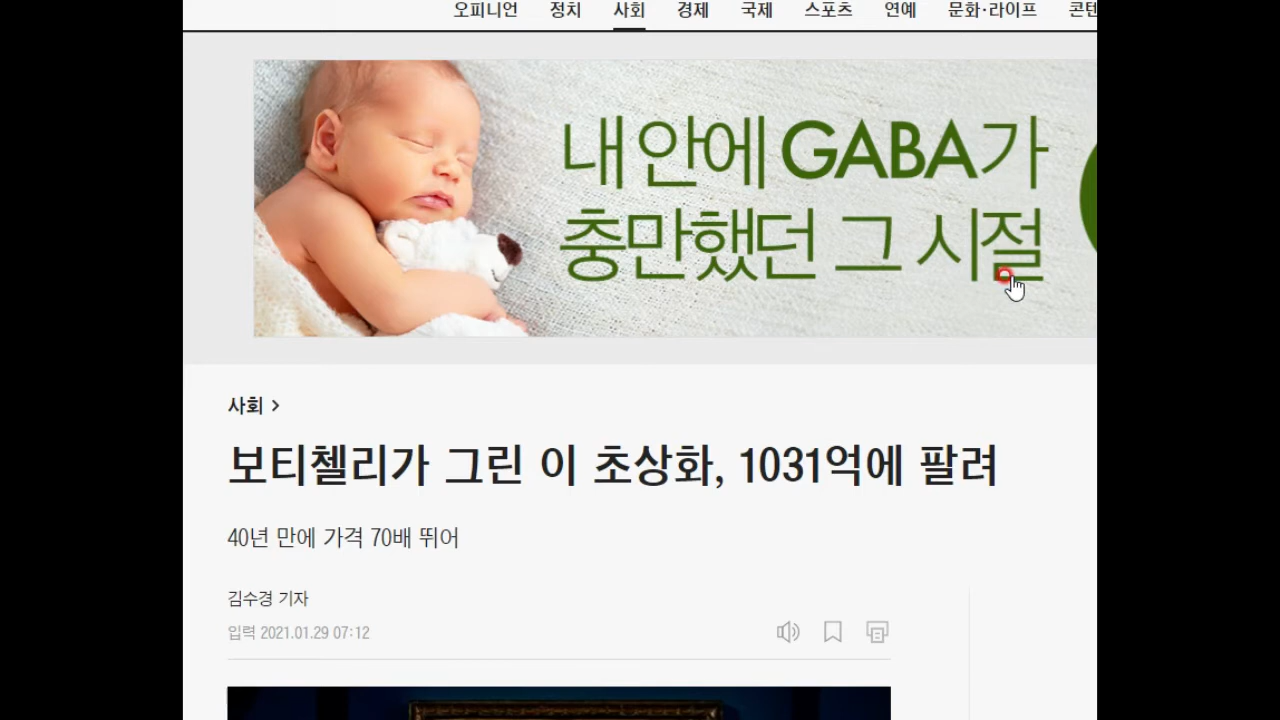 오피니언 정치 사회 경제 국제 스포츠 연예 문화·라이프 콘텐
내 안에 GABA가
충만했던 그 시절
사회 >
보티첼리가 그린 이 초상화, 1031억에 팔려
40년 만에 가격 70배 뛰어
김수경 기자
입력 2021.01.29 07:12